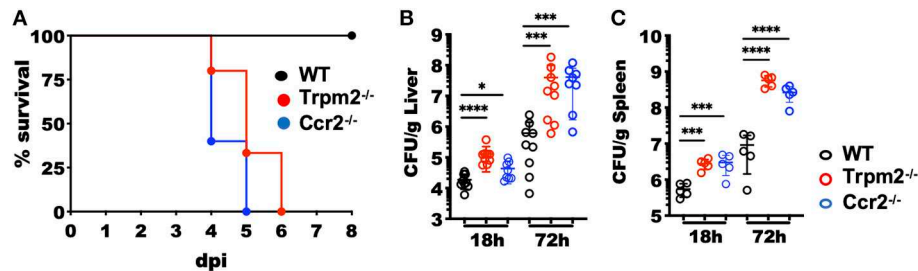 A
% survival
100
75
50
25
0
0 1 2 3 4 5 6 7 8
dpi
WT
Trpm2-/-
Ccr2-/-
B
CFU/g Liver
9
8
7
6
5
4
*
****
***
***
18h
72h
C
CFU/g Spleen
10
9
8
7
6
5
***
***
****
****
18h
72h
WT
Trpm2-/-
Ccr2-/-